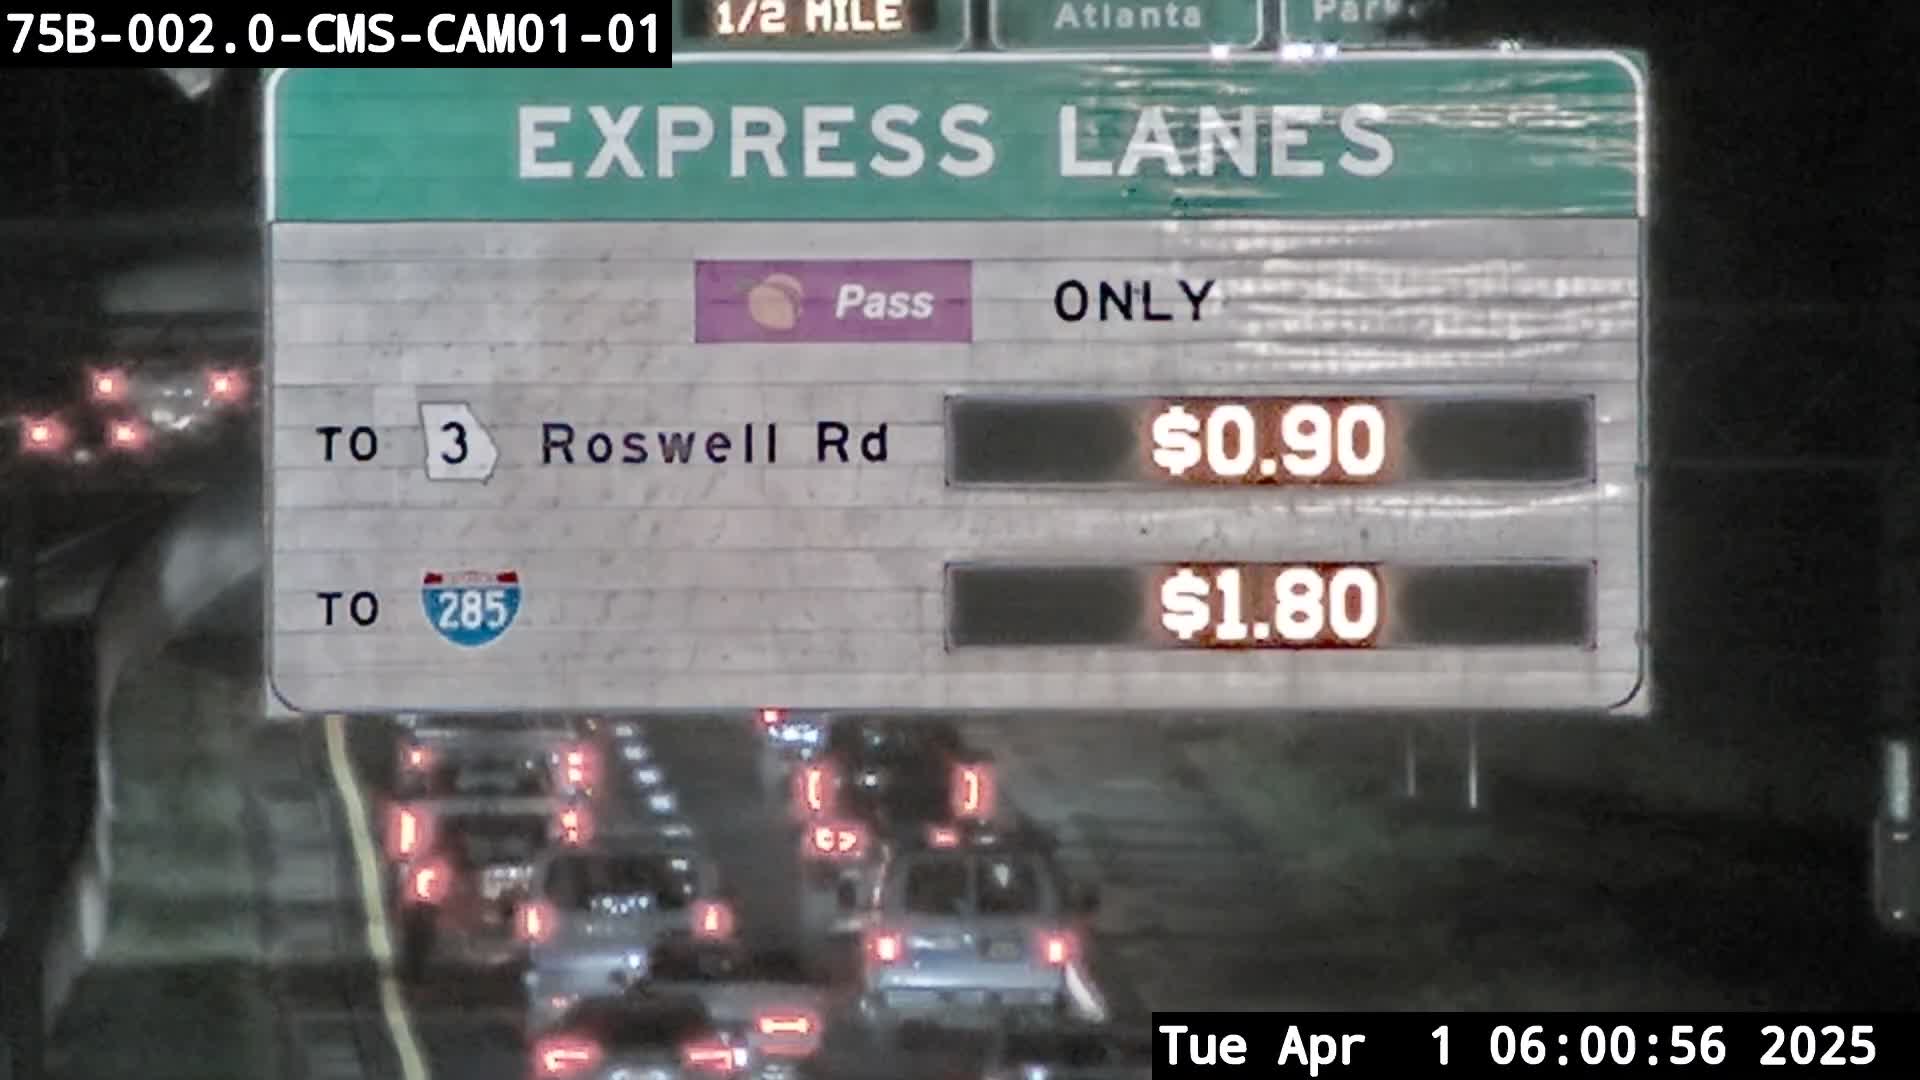 75B-002.0-CMS-CAM01-01
1/2 MILE
Atlanta
EXPRESS LANES
Pass ONLY
TO 3 Roswell Rd $0.90
TO 285 $1.80
Tue Apr 1 06:00:56 2025